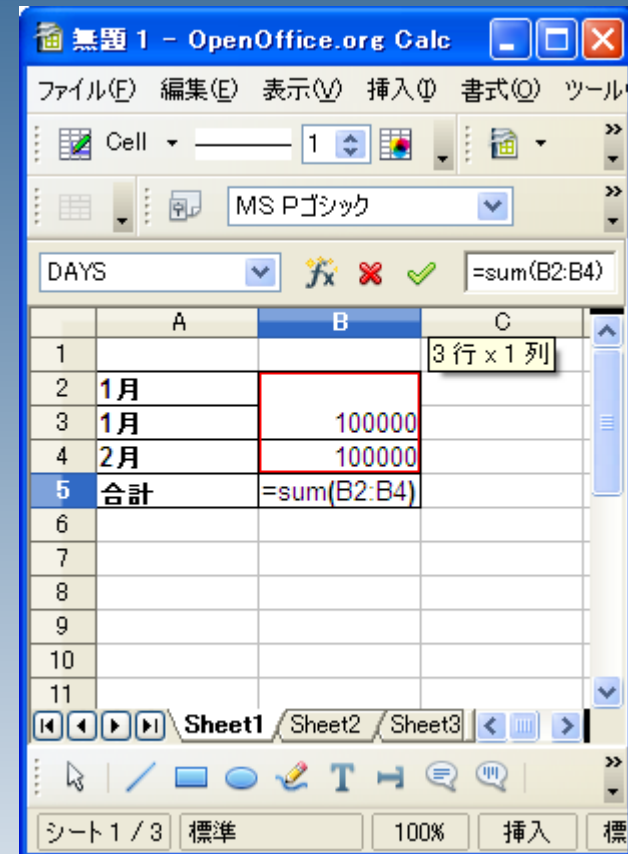 無題 1 - OpenOffice.org Calc
ファイル(F) 編集(E) 表示(V) 挿入(I) 書式(O) ツール
Cell 1
MS Pゴシック
DAYS =sum(B2:B4)
A B C
1 3 行 x 1 列
2 1月
3 1月 100000
4 2月 100000
5 合計 =sum(B2:B4)
6
7
8
9
10
11
Sheet1 Sheet2 Sheet3
T
シート 1 / 3 標準 100% 挿入 標